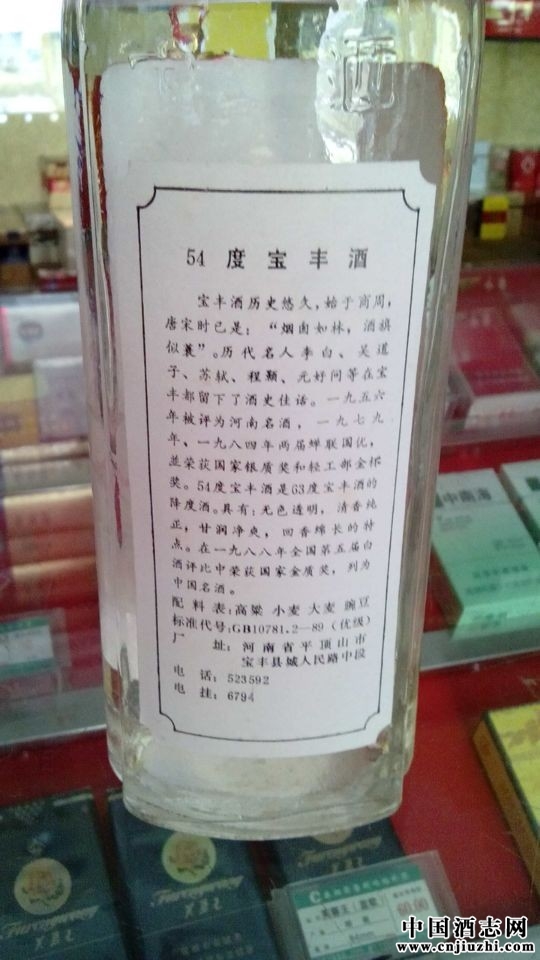 酒
54 度 宝 丰 酒
宝丰酒历史悠久,始于商周,
唐宋时已是:“烟囱如林,酒旗
似蓑”。历代名人李白、吴道
子、苏轼、程颢、元好问等在宝
丰都留下了酒史佳话。一九五六
年被评为河南名酒,一九七九
年、一九八四年两届蝉联国优,
并荣获国家银质奖和轻工部金杯
奖。54度宝丰酒是63度宝丰酒的
降度酒。具有:无色透明,清香纯
正,甘润净爽,回香绵长的特
点。在一九八八年全国第五届白
酒评比中荣获国家金质奖,列为
中国名酒。
配料表:高粱 小麦 大麦 豌豆
标准代号:GB10781.2—89(优级)
厂 址:河南省平顶山市
宝丰县城人民路中段
电 话:523592
电 挂:6794
中南海
60.00
84mm
中国酒志网
www.cnjiuzhi.com